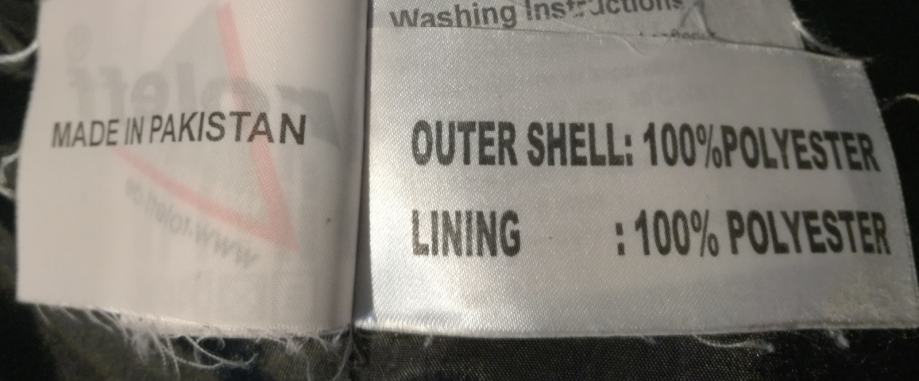 MADE IN PAKISTAN
Washing Instructions
OUTER SHELL: 100%POLYESTER
LINING : 100% POLYESTER